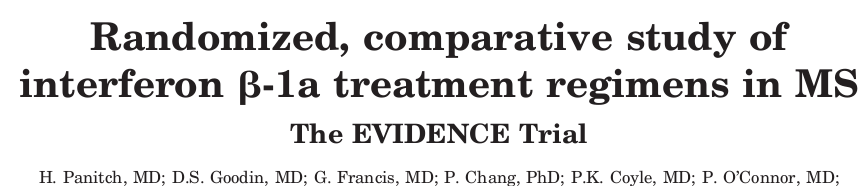 Randomized, comparative study of
interferon β-1a treatment regimens in MS
The EVIDENCE Trial
H. Panitch, MD; D.S. Goodin, MD; G. Francis, MD; P. Chang, PhD; P.K. Coyle, MD; P. O'Connor, MD;